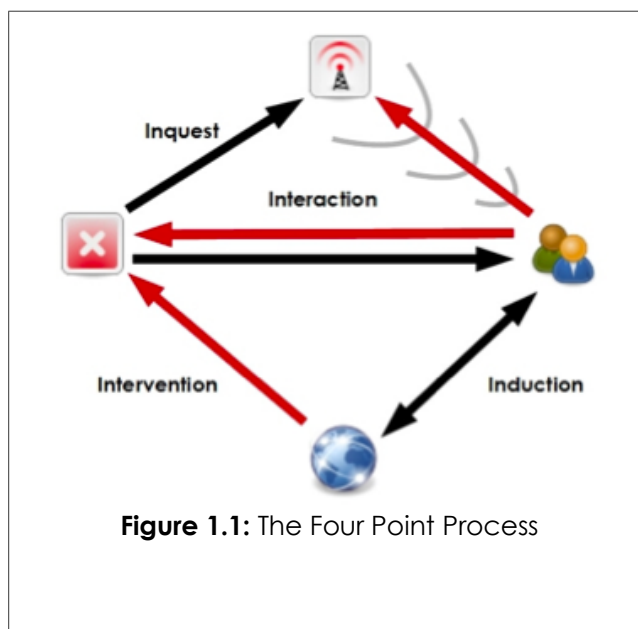 Inquest
Interaction
Intervention
Induction
Figure 1.1: The Four Point Process